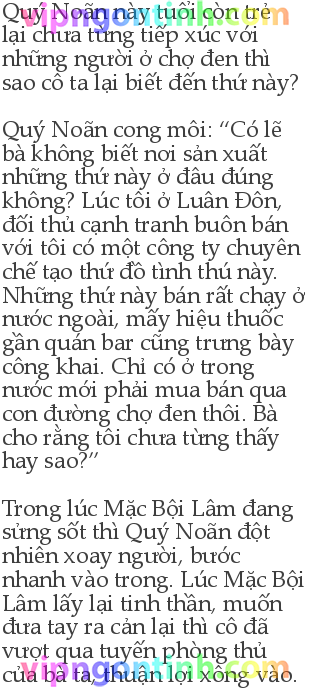 Quý Noãn này tuổi còn trẻ
lại chưa từng tiếp xúc với
những người ở chợ đen thì
sao cô ta lại biết đến thứ này?
Quý Noãn cong môi: “Có lẽ
bà không biết nơi sản xuất
những thứ này ở đâu đúng
không? Lúc tôi ở Luân Đôn,
đối thủ cạnh tranh buôn bán
với tôi có một công ty chuyên
chế tạo thứ đồ tình thú này.
Những thứ này bán rất chạy ở
nước ngoài, mấy hiệu thuốc
gần quán bar cũng trưng bày
công khai. Chỉ có ở trong
nước mới phải mua bán qua
con đường chợ đen thôi. Bà
cho rằng tôi chưa từng thấy
hay sao?”
Trong lúc Mặc Bội Lâm đang
sửng sốt thì Quý Noãn đột
nhiên xoay người, bước
nhanh vào trong. Lúc Mặc Bội
Lâm lấy lại tinh thần, muốn
đưa tay ra cản lại thì cô đã
vượt qua tuyến phòng thủ
của bà ta, thuận lợi xông vào.
vipngontinh.com
vipngontinh.com